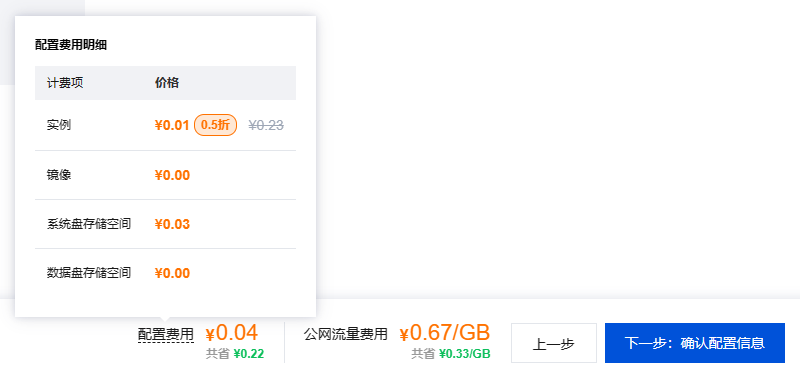 配置费用明细
计费项 价格
实例 ¥0.01 0.5折 ¥0.23
镜像 ¥0.00
系统盘存储空间 ¥0.03
数据盘存储空间 ¥0.00
配置费用 ¥0.04 公网流量费用 ¥0.67/GB 上一步 下一步：确认配置信息
共省 ¥0.22 共省 ¥0.33/GB